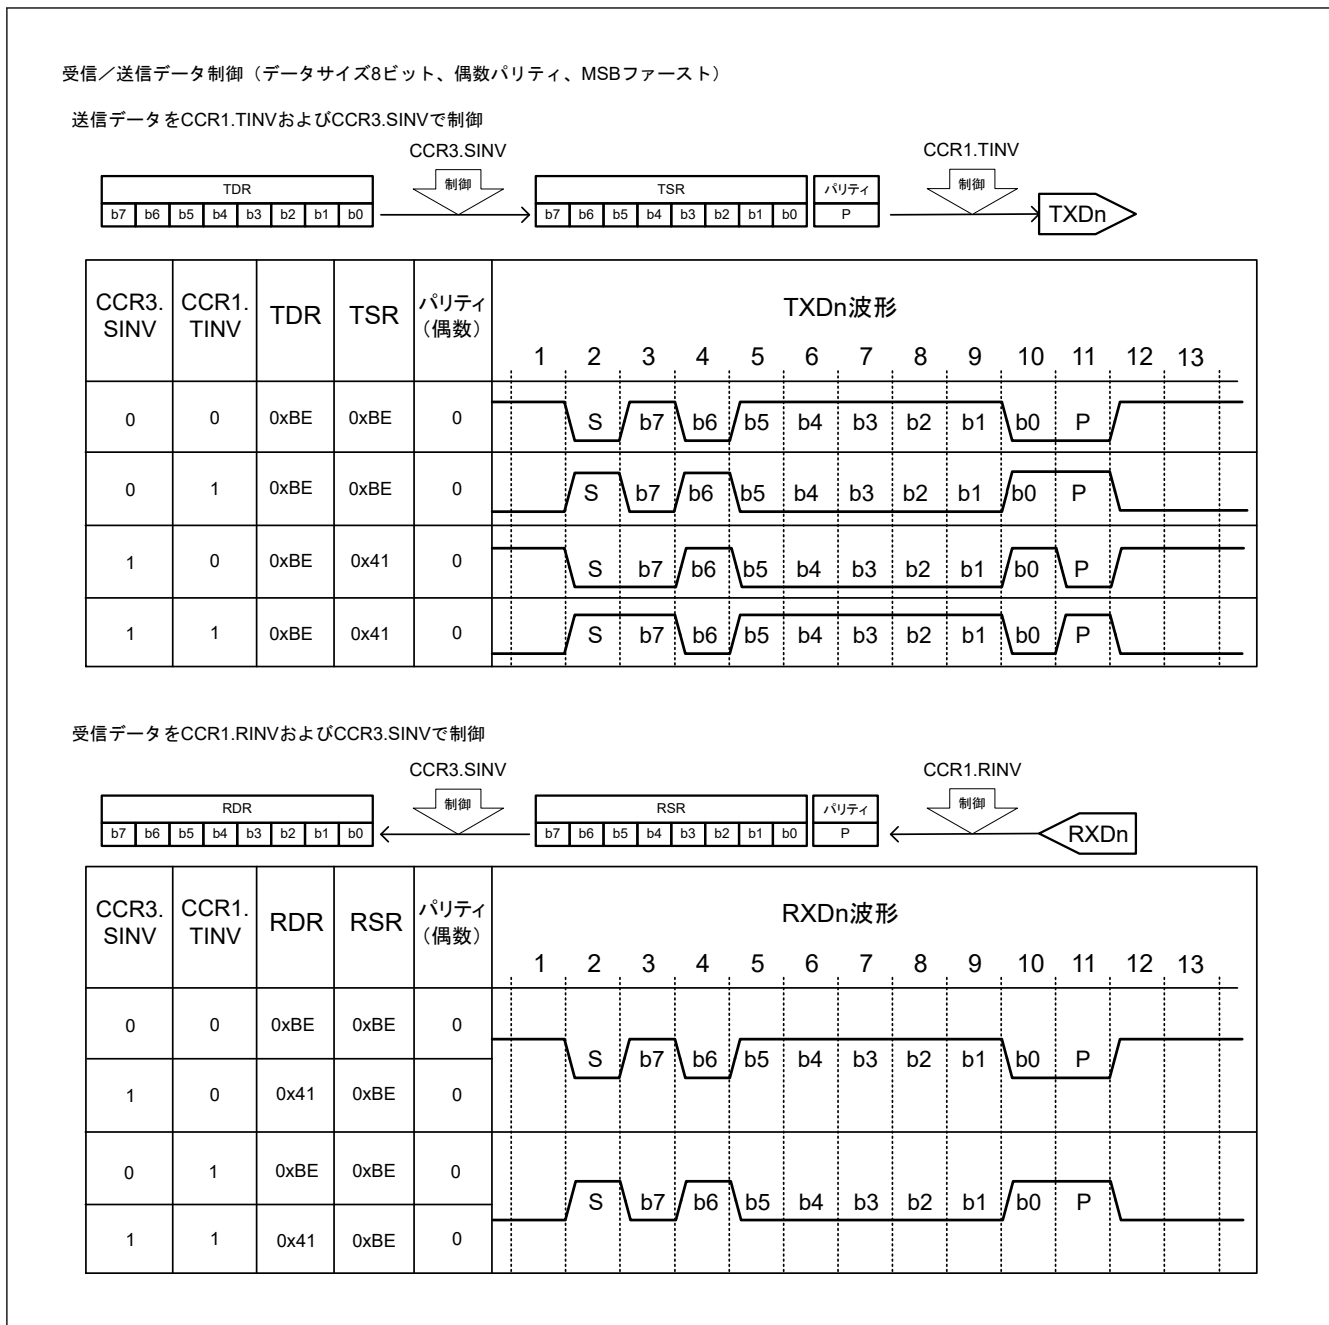 受信／送信データ制御（データサイズ8ビット、偶数パリティ、MSBファースト）
送信データをCCR1.TINVおよびCCR3.SINVで制御
CCR3.SINV CCR1.TINV
TDR 制御 TSR パリティ 制御
b7 b6 b5 b4 b3 b2 b1 b0 b7 b6 b5 b4 b3 b2 b1 b0 P TXDn
CCR3. SINV CCR1. TINV TDR TSR パリティ（偶数） TXDn波形
1 2 3 4 5 6 7 8 9 10 11 12 13
0 0 0xBE 0xBE 0 S b7 b6 b5 b4 b3 b2 b1 b0 P
0 1 0xBE 0xBE 0 S b7 b6 b5 b4 b3 b2 b1 b0 P
1 0 0xBE 0x41 0 S b7 b6 b5 b4 b3 b2 b1 b0 P
1 1 0xBE 0x41 0 S b7 b6 b5 b4 b3 b2 b1 b0 P
受信データをCCR1.RINVおよびCCR3.SINVで制御
CCR3.SINV CCR1.RINV
RDR 制御 RSR パリティ 制御
b7 b6 b5 b4 b3 b2 b1 b0 b7 b6 b5 b4 b3 b2 b1 b0 P RXDn
CCR3. SINV CCR1. TINV RDR RSR パリティ（偶数） RXDn波形
1 2 3 4 5 6 7 8 9 10 11 12 13
0 0 0xBE 0xBE 0
S b7 b6 b5 b4 b3 b2 b1 b0 P
1 0 0x41 0xBE 0
0 1 0xBE 0xBE 0
S b7 b6 b5 b4 b3 b2 b1 b0 P
1 1 0x41 0xBE 0